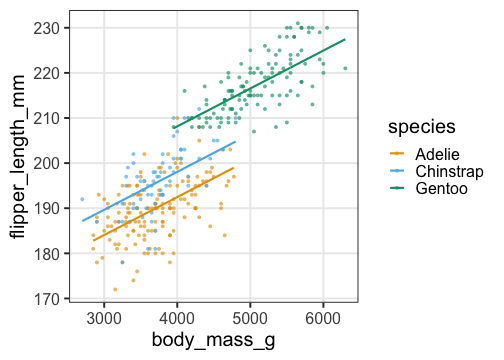 230
220
210
200
190
180
170
flipper_length_mm
3000 4000 5000 6000
body_mass_g
species
Adelie
Chinstrap
Gentoo